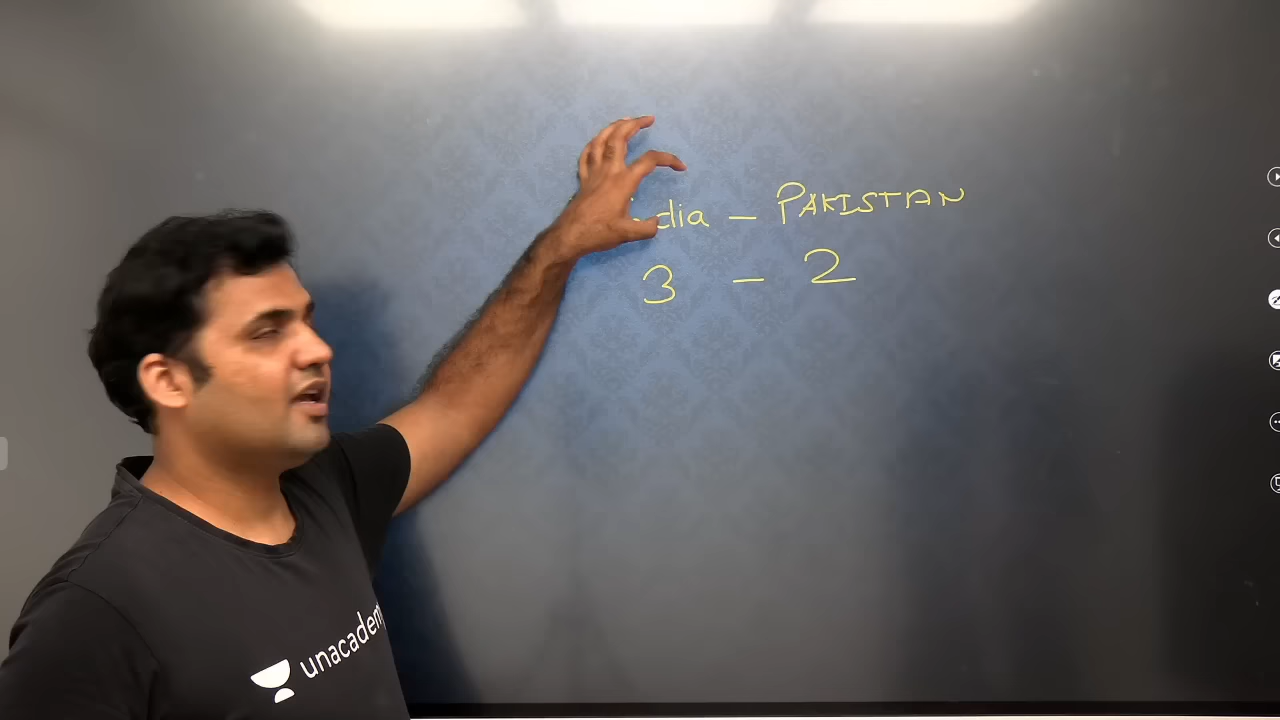 dia – PAKISTAN
3 – 2
unacadem